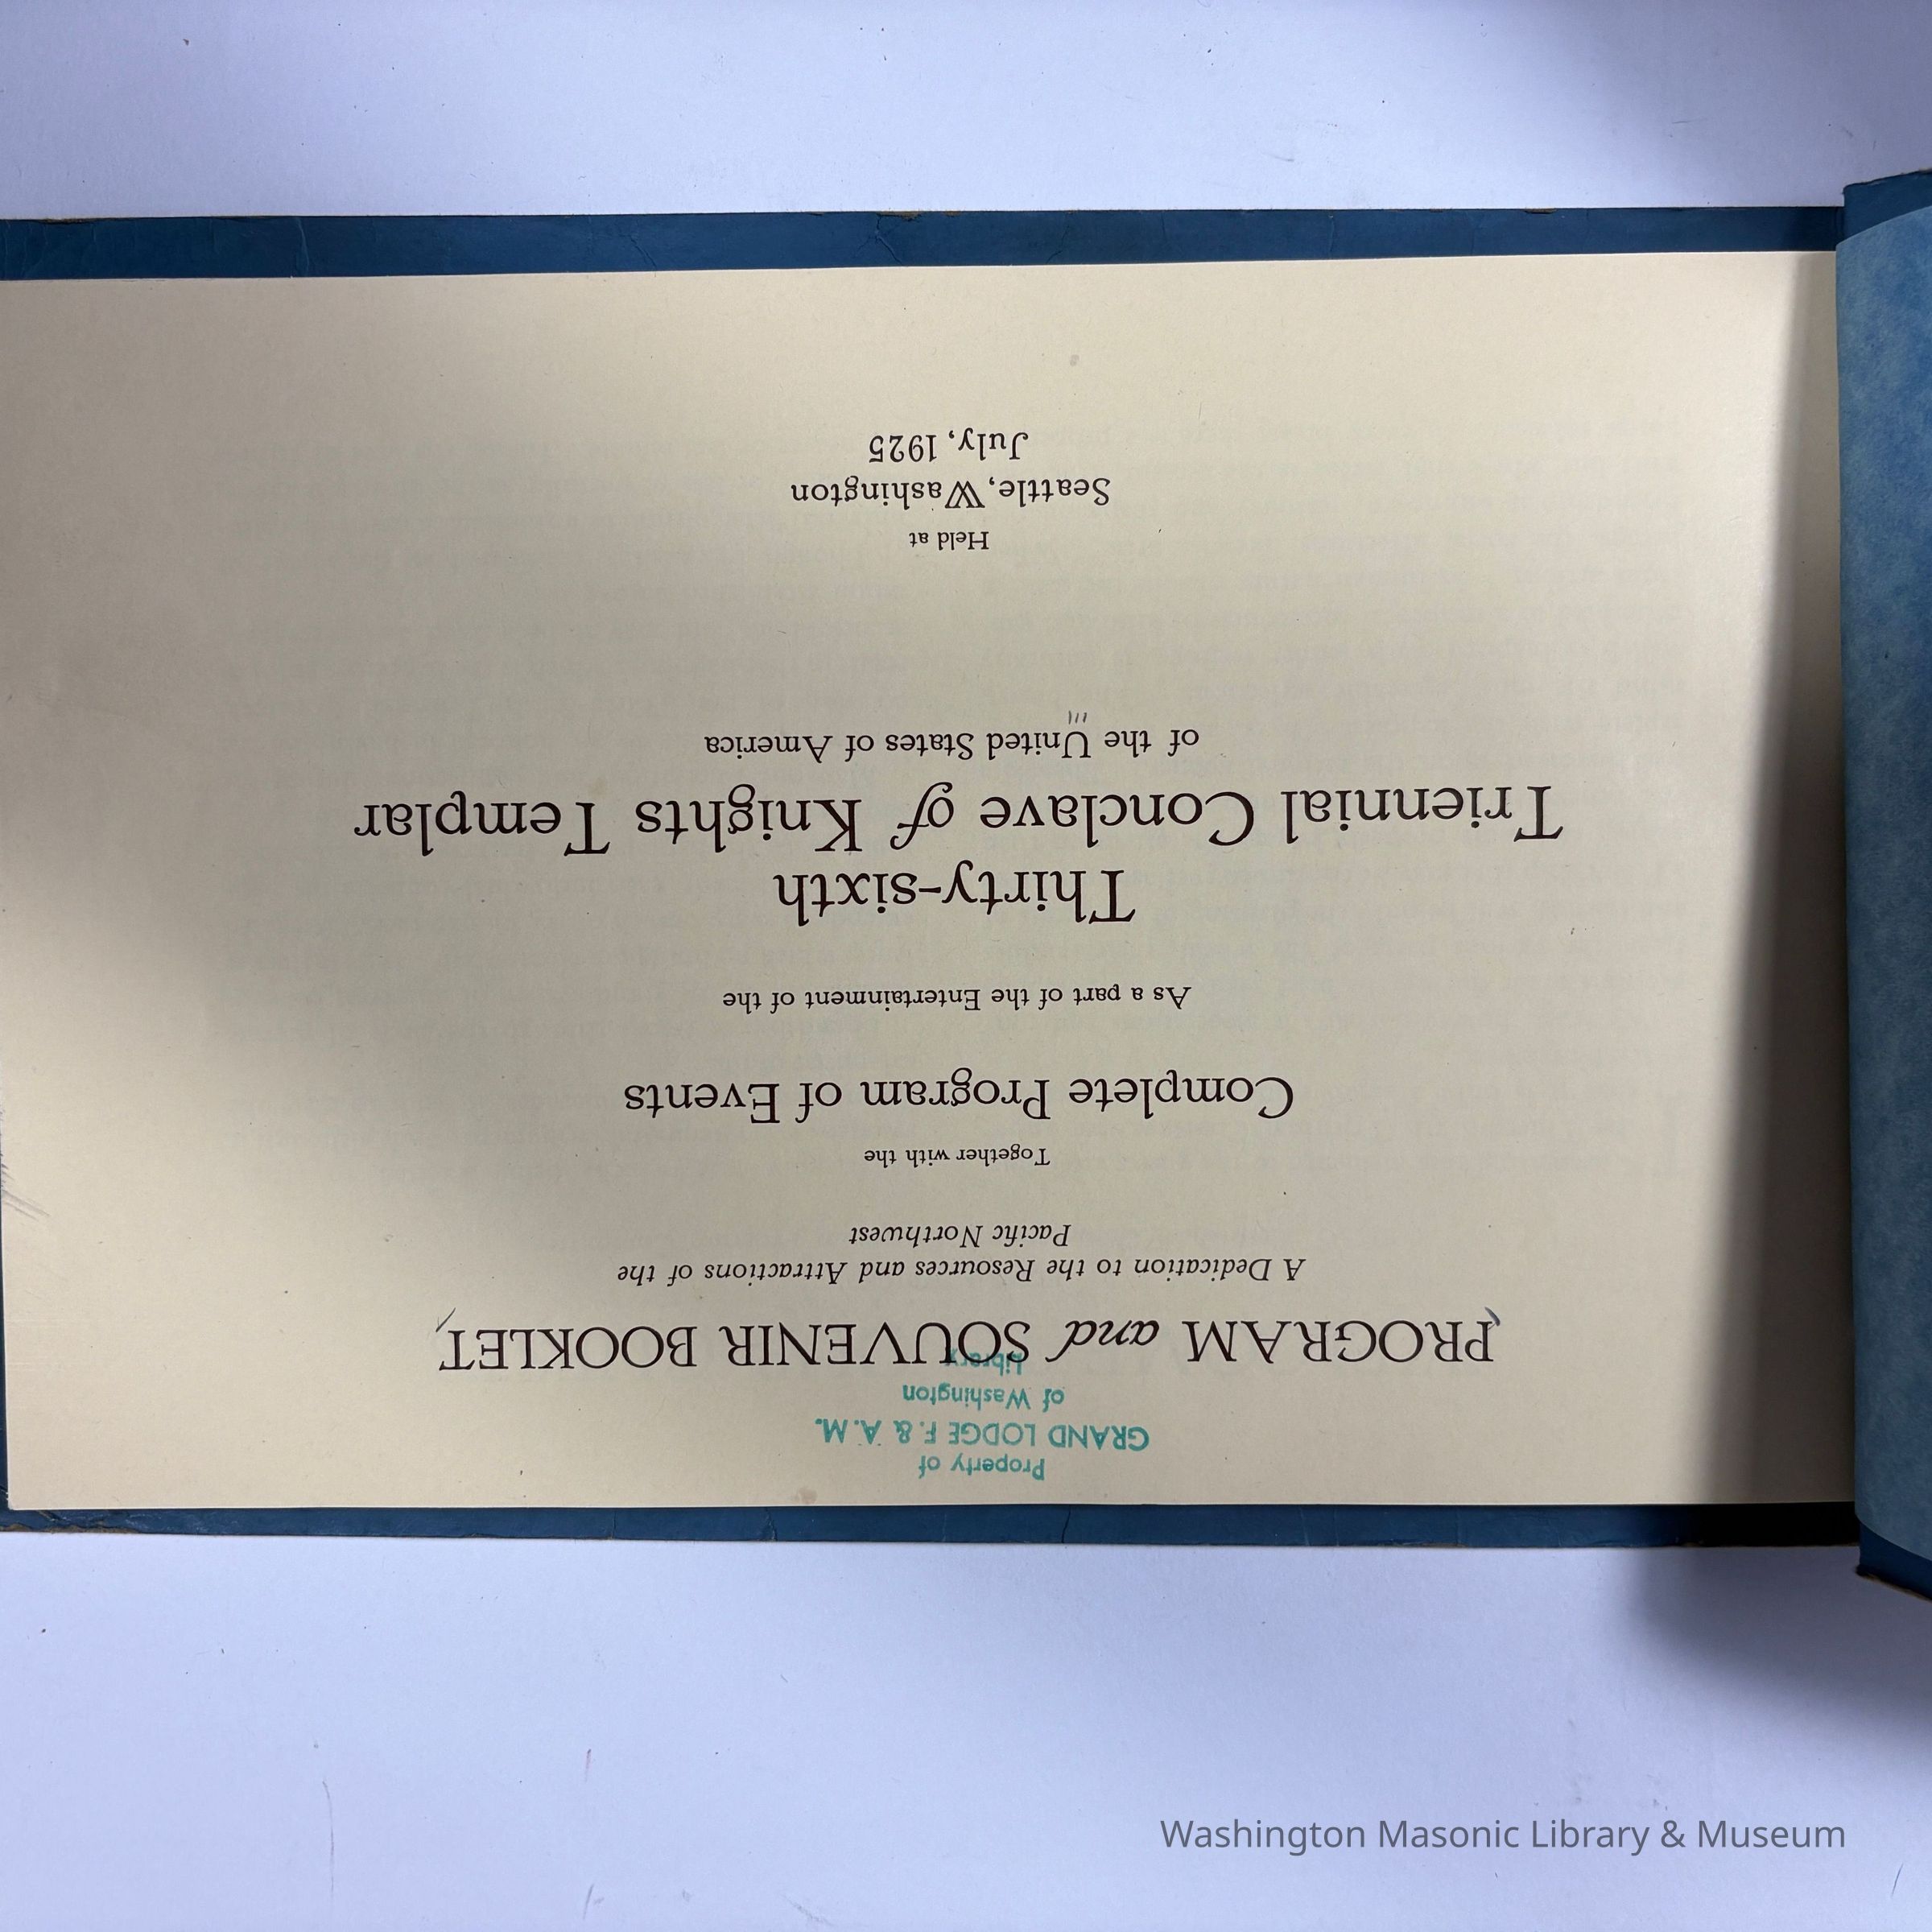 Property of
GRAND LODGE F. & A. M.
of Washington
Library
PROGRAM and SOUVENIR BOOKLET
A Dedication to the Resources and Attractions of the
Pacific Northwest
Together with the
Complete Program of Events
As a part of the Entertainment of the
Thirty-sixth
Triennial Conclave of Knights Templar
of the United States of America
Held at
Seattle, Washington
July, 1925
Washington Masonic Library & Museum